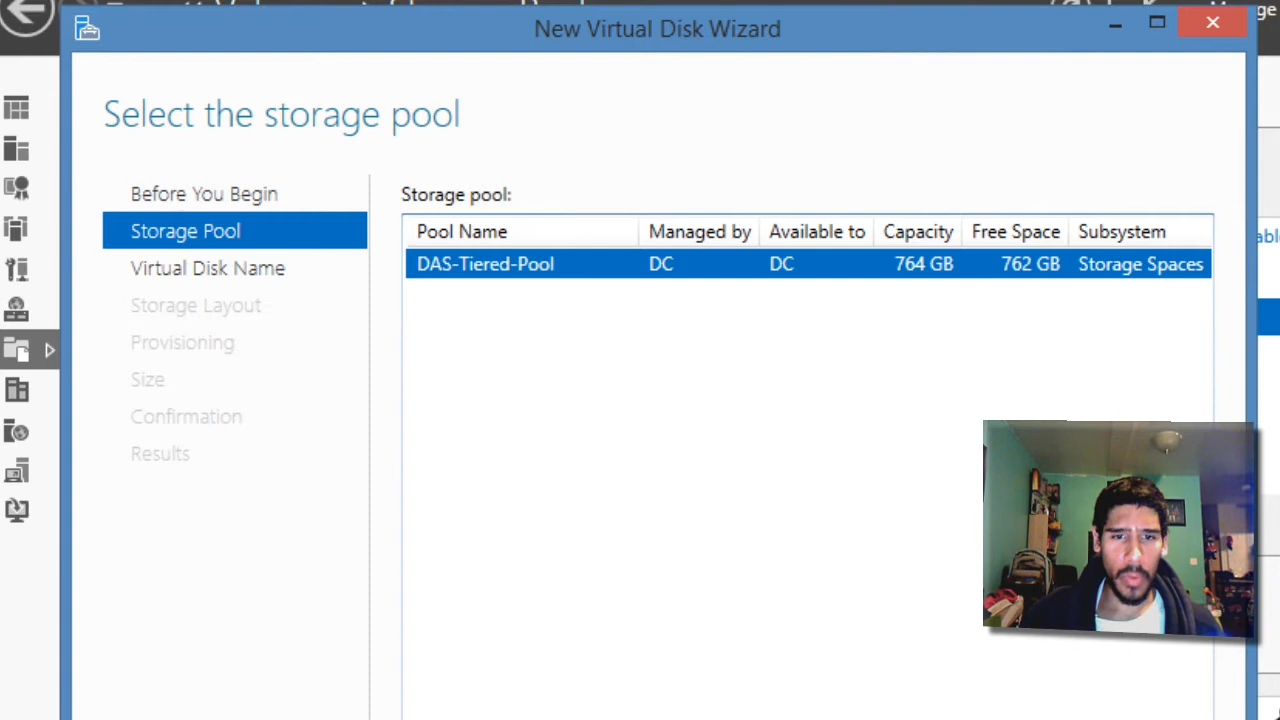 New Virtual Disk Wizard
Select the storage pool
Before You Begin
Storage Pool
Virtual Disk Name
Storage Layout
Provisioning
Size
Confirmation
Results
Storage pool:
Pool Name Managed by Available to Capacity Free Space Subsystem
DAS-Tiered-Pool DC DC 764 GB 762 GB Storage Spaces